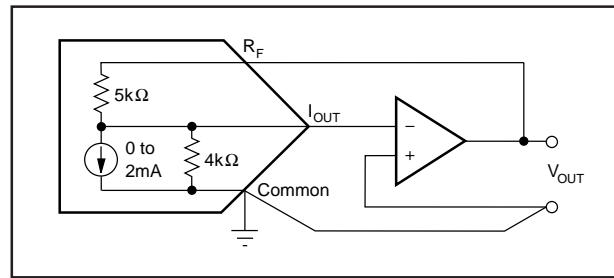 R_F
5kΩ
I_OUT
0 to
2mA
4kΩ
−
+
Common
V_OUT